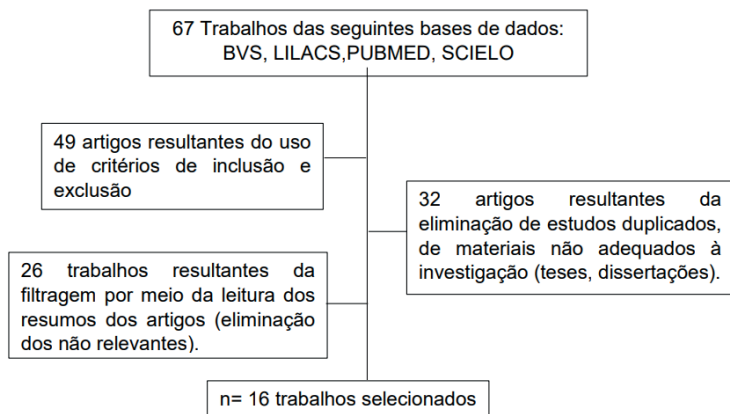 67 Trabalhos das seguintes bases de dados:
BVS, LILACS,PUBMED, SCIELO
49 artigos resultantes do uso
de critérios de inclusão e
exclusão
32 artigos resultantes da
eliminação de estudos duplicados,
de materiais não adequados à
investigação (teses, dissertações).
26 trabalhos resultantes da
filtragem por meio da leitura dos
resumos dos artigos (eliminação
dos não relevantes).
n= 16 trabalhos selecionados